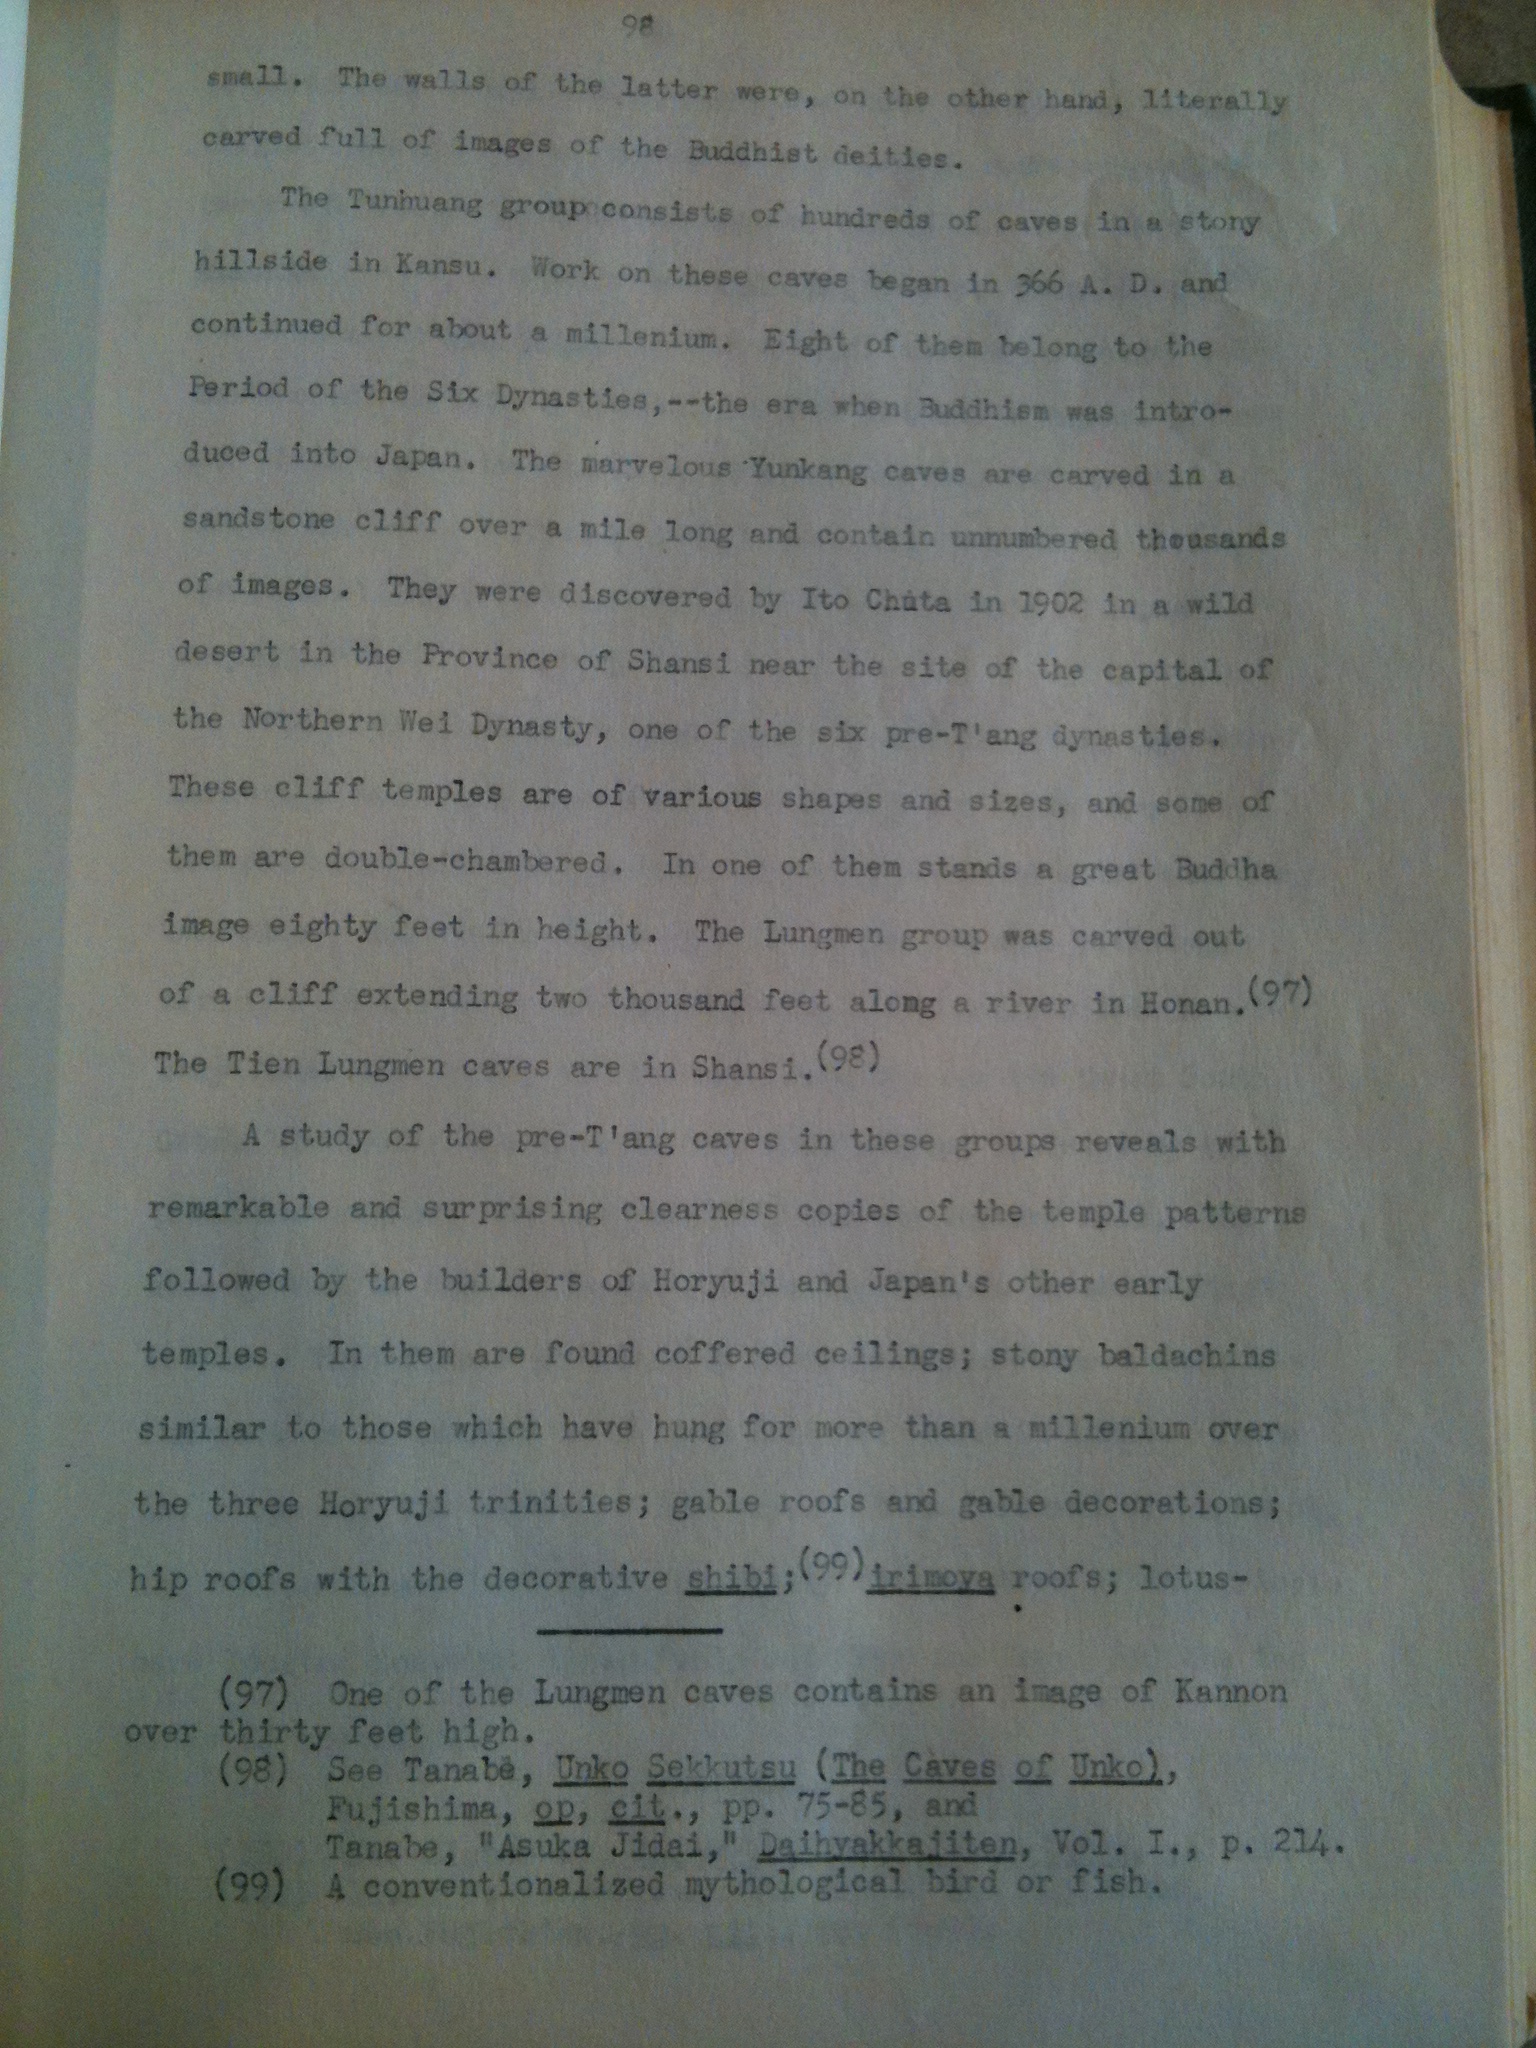 98
small. The walls of the latter were, on the other hand, literally
carved full of images of the Buddhist deities.
The Tunhuang group consists of hundreds of caves in a stony
hillside in Kansu. Work on these caves began in 366 A. D. and
continued for about a millenium. Eight of them belong to the
Period of the Six Dynasties,--the era when Buddhism was intro-
duced into Japan. The marvelous Yunkang caves are carved in a
sandstone cliff over a mile long and contain unnumbered thousands
of images. They were discovered by Ito Chuta in 1902 in a wild
desert in the Province of Shansi near the site of the capital of
the Northern Wei Dynasty, one of the six pre-T'ang dynasties.
These cliff temples are of various shapes and sizes, and some of
them are double-chambered. In one of them stands a great Buddha
image eighty feet in height. The Lungmen group was carved out
of a cliff extending two thousand feet along a river in Honan.(97)
The Tien Lungmen caves are in Shansi.(98)
A study of the pre-T'ang caves in these groups reveals with
remarkable and surprising clearness copies of the temple patterns
followed by the builders of Horyuji and Japan's other early
temples. In them are found coffered ceilings; stony baldachins
similar to those which have hung for more than a millenium over
the three Horyuji trinities; gable roofs and gable decorations;
hip roofs with the decorative shibi;(99) irimoya roofs; lotus-
(97) One of the Lungmen caves contains an image of Kannon
over thirty feet high.
(98) See Tanabe, Unko Sekkutsu (The Caves of Unko),
Fujishima, op, cit., pp. 75-85, and
Tanabe, "Asuka Jidai," Daihyakkajiten, Vol. I., p. 214.
(99) A conventionalized mythological bird or fish.